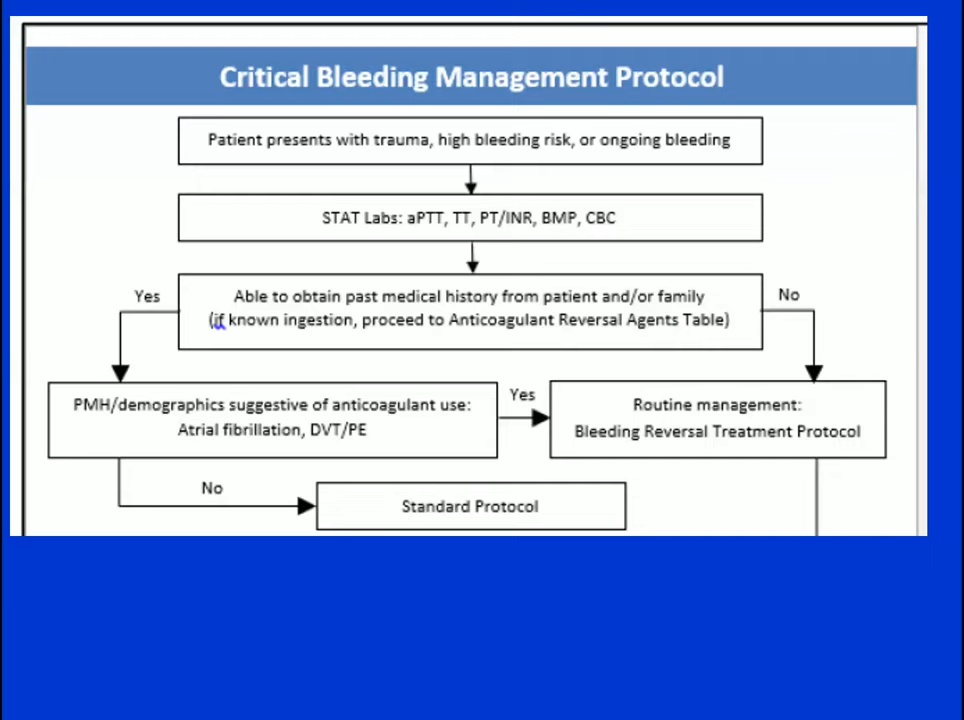 Critical Bleeding Management Protocol
Patient presents with trauma, high bleeding risk, or ongoing bleeding
STAT Labs: aPTT, TT, PT/INR, BMP, CBC
Yes
Able to obtain past medical history from patient and/or family
(if known ingestion, proceed to Anticoagulant Reversal Agents Table)
No
PMH/demographics suggestive of anticoagulant use:
Atrial fibrillation, DVT/PE
Yes
Routine management:
Bleeding Reversal Treatment Protocol
No
Standard Protocol